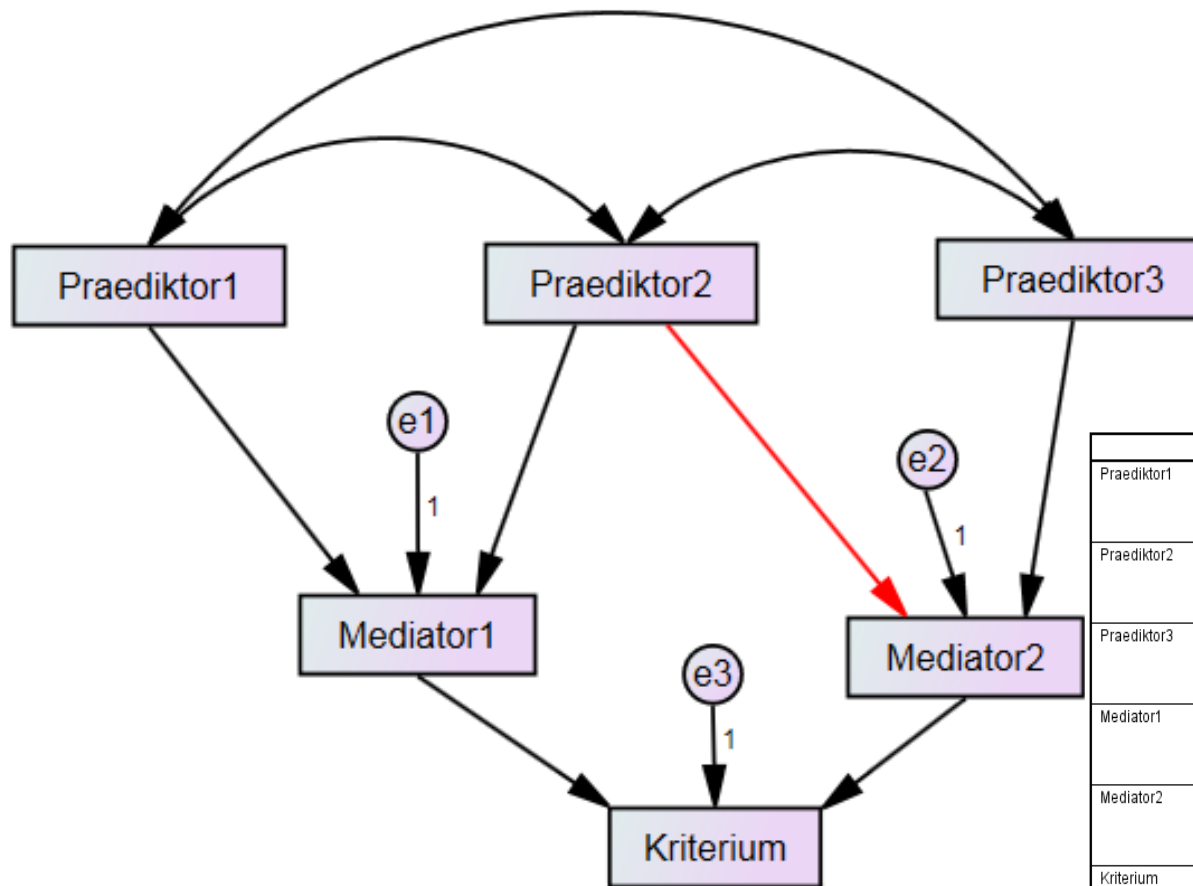 Praediktor1
Praediktor2
Praediktor3
e1
1
e2
1
Mediator1
Mediator2
e3
1
Kriterium
Praediktor1
Praediktor2
Praediktor3
Mediator1
Mediator2
Kriterium